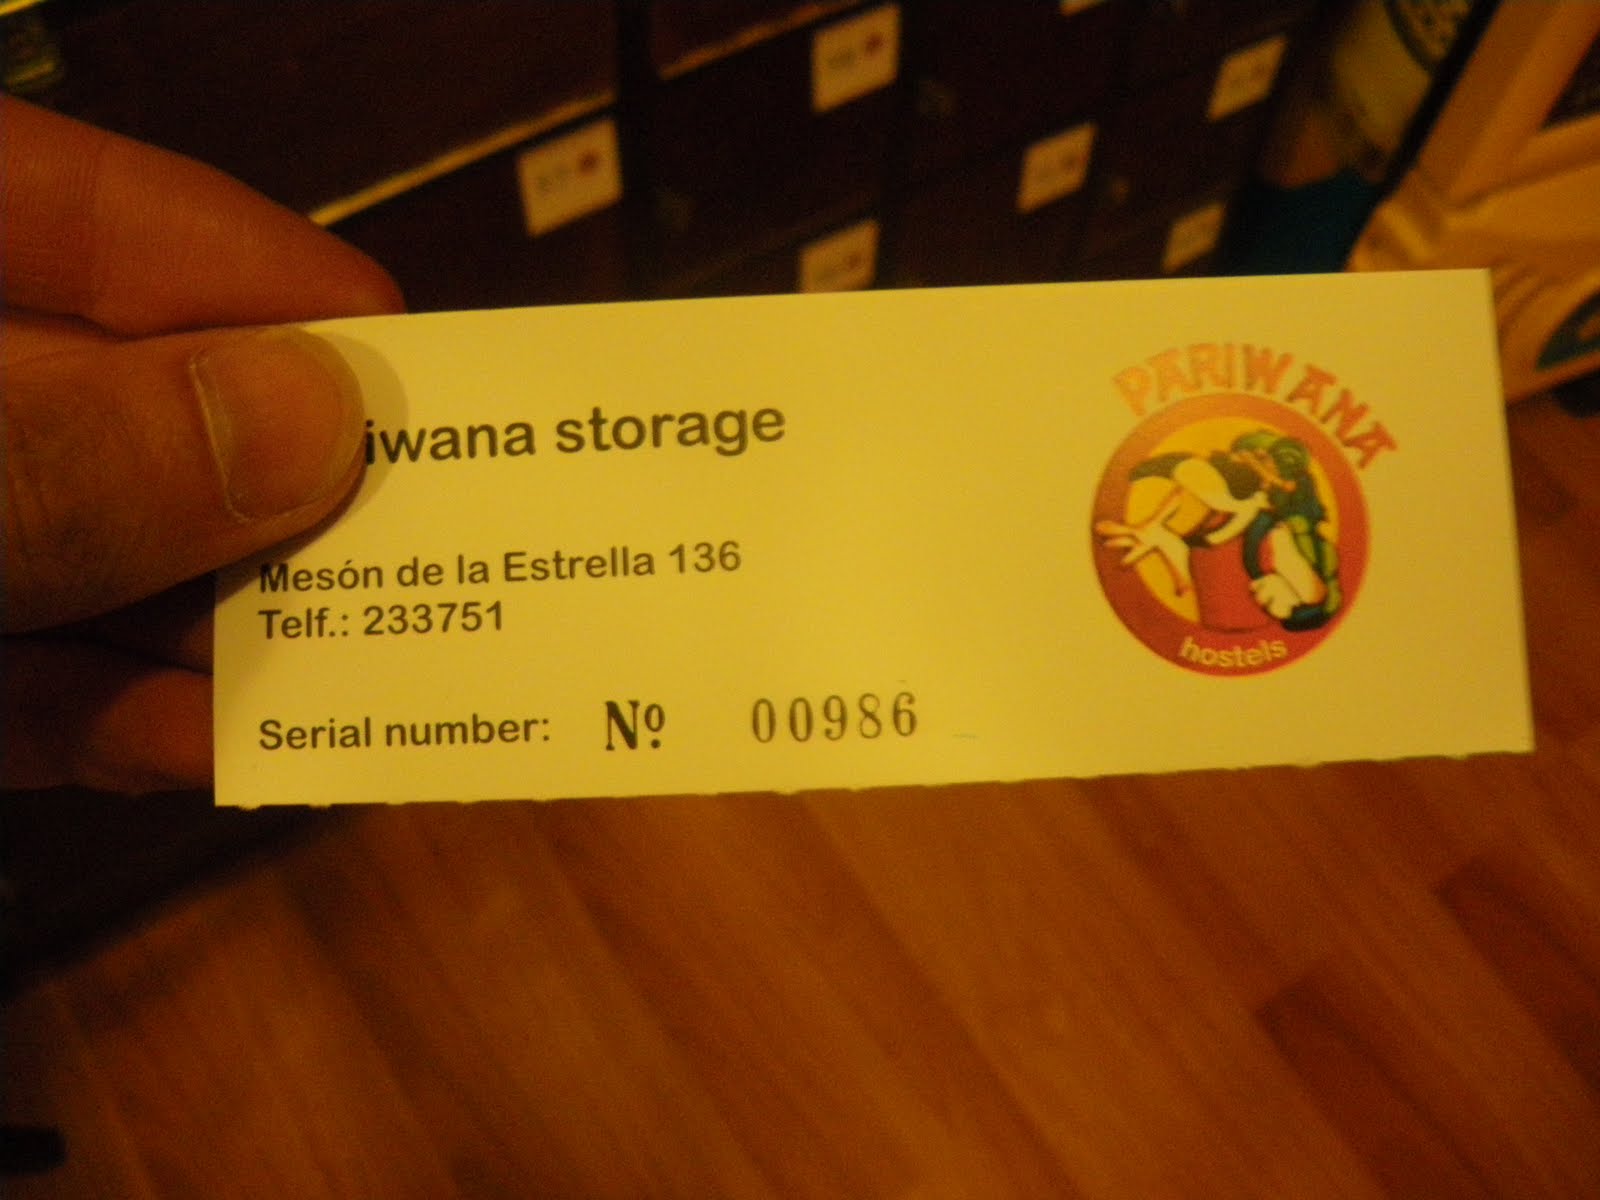 iwana storage
Mesón de la Estrella 136
Telf.: 233751
Serial number: Nº 00986
PARIWANA
hostels